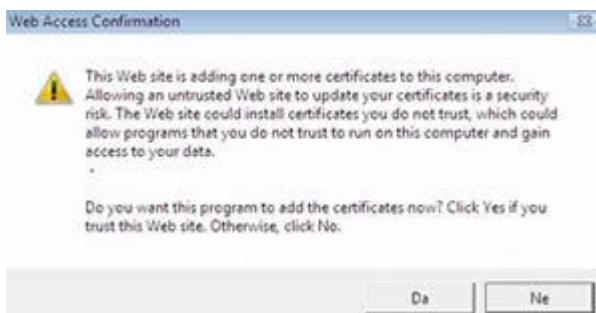 Web Access Confirmation
This Web site is adding one or more certificates to this computer.
Allowing an untrusted Web site to update your certificates is a security
risk. The Web site could install certificates you do not trust, which could
allow programs that you do not trust to run on this computer and gain
access to your data.
.
Do you want this program to add the certificates now? Click Yes if you
trust this Web site. Otherwise, click No.
Da
Ne